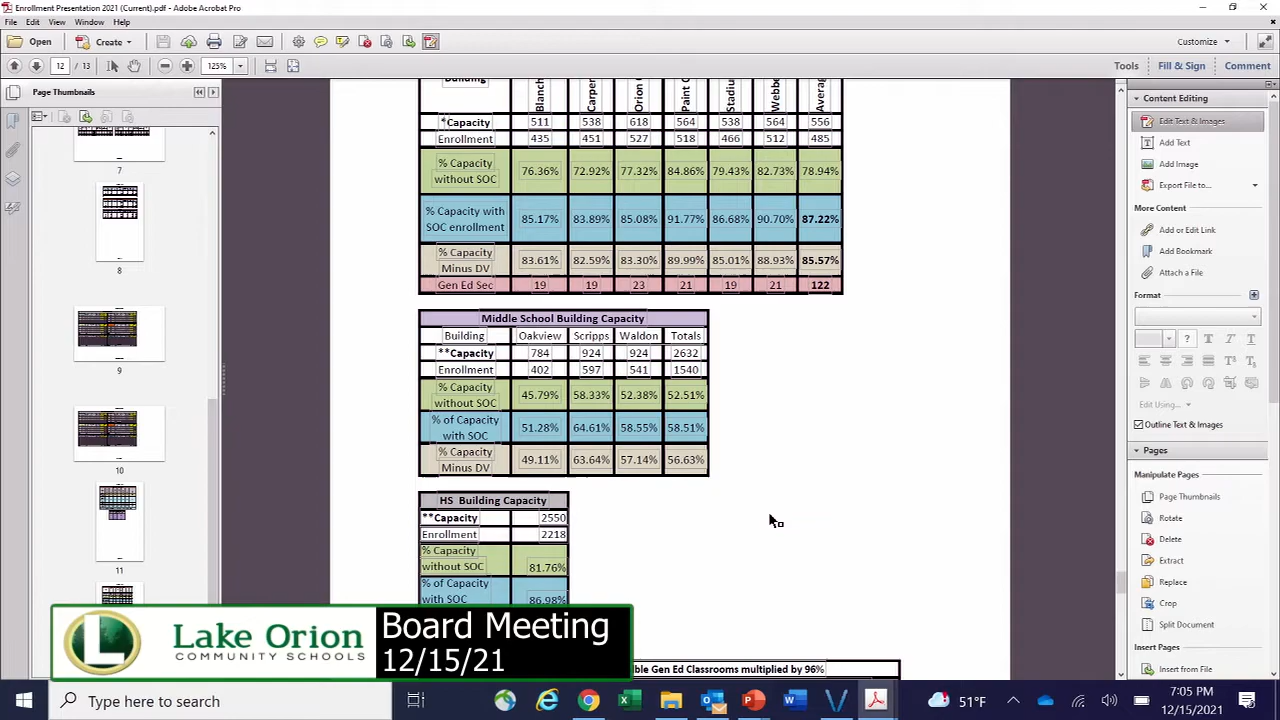 Enrollment Presentation 2021 (Current).pdf - Adobe Acrobat Pro
File Edit View Window Help
Open Create Customize
12 / 13 125% Tools Fill & Sign Comment
Page Thumbnails
7
8
9
10
11
Building
*Capacity 511 538 618 564 538 564 556
Enrollment 435 451 527 518 466 512 485
% Capacity
without SOC 76.36% 72.92% 77.32% 84.86% 79.43% 82.73% 78.94%
% Capacity with
SOC enrollment 85.17% 83.89% 85.08% 91.77% 86.68% 90.70% 87.22%
% Capacity
Minus DV 83.61% 82.59% 83.30% 89.99% 85.01% 88.93% 85.57%
Gen Ed Sec 19 19 23 21 19 21 122
Middle School Building Capacity
Building Oakview Scripps Waldon Totals
**Capacity 784 924 924 2632
Enrollment 402 597 541 1540
% Capacity
without SOC 45.79% 58.33% 52.38% 52.51%
% of Capacity
with SOC 51.28% 64.61% 58.55% 58.51%
% Capacity
Minus DV 49.11% 63.64% 57.14% 56.63%
HS Building Capacity
**Capacity 2550
Enrollment 2218
% Capacity
without SOC 81.76%
% of Capacity
with SOC 86.98%
Gen Ed Classrooms multiplied by 96%
Content Editing
Edit Text & Images
Add Text
Add Image
Export File to...
More Content
Add or Edit Link
Add Bookmark
Attach a File
Format
?
Edit Using...
Outline Text & Images
Pages
Manipulate Pages
Page Thumbnails
Rotate
Delete
Extract
Replace
Crop
Split Document
Insert Pages
Insert from File
L
Lake Orion
COMMUNITY SCHOOLS
Board Meeting
12/15/21
Type here to search
51°F
7:05 PM
12/15/2021